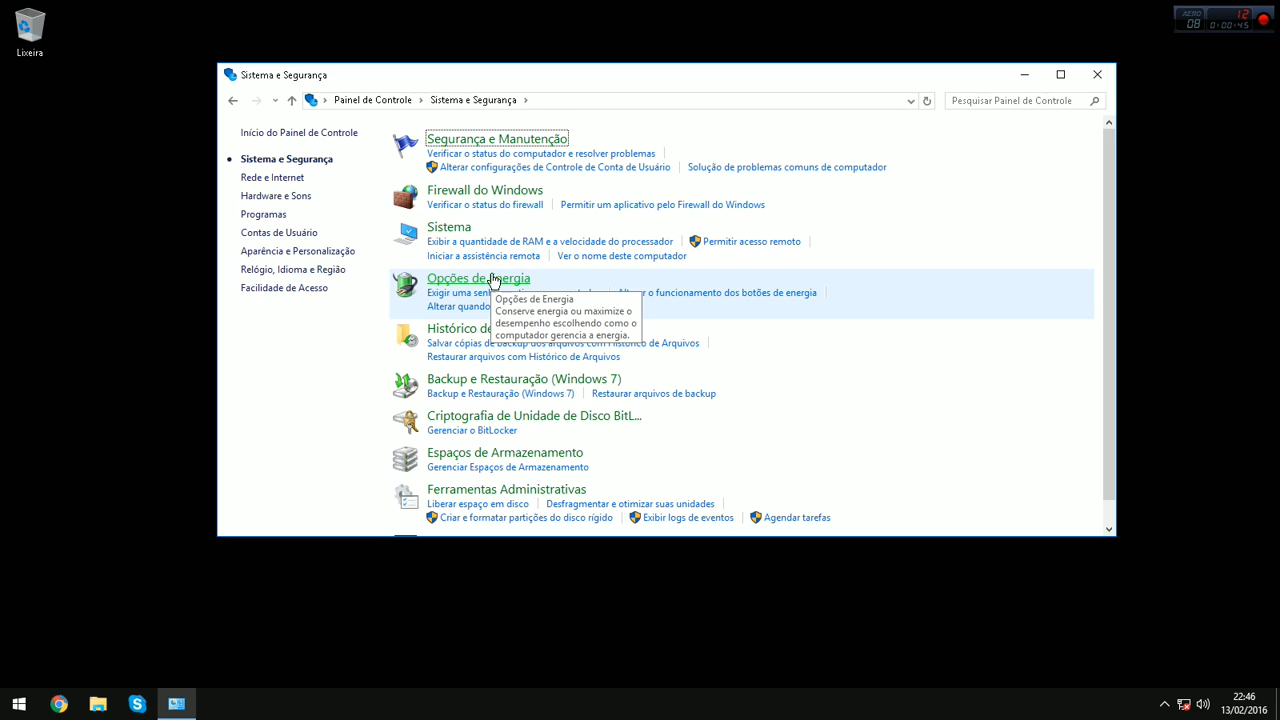 Lixeira
AERO 12
08 0:00:45
Sistema e Segurança
Painel de Controle > Sistema e Segurança >
Pesquisar Painel de Controle
Início do Painel de Controle
Sistema e Segurança
Rede e Internet
Hardware e Sons
Programas
Contas de Usuário
Aparência e Personalização
Relógio, Idioma e Região
Facilidade de Acesso
Segurança e Manutenção
Verificar o status do computador e resolver problemas
Alterar configurações de Controle de Conta de Usuário Solução de problemas comuns de computador
Firewall do Windows
Verificar o status do firewall Permitir um aplicativo pelo Firewall do Windows
Sistema
Exibir a quantidade de RAM e a velocidade do processador Permitir acesso remoto
Iniciar a assistência remota Ver o nome deste computador
Opções de Energia
Exigir uma o funcionamento dos botões de energia
Alterar quando
Opções de Energia
Conserve energia ou maximize o
desempenho escolhendo como o
computador gerencia a energia.
Histórico de
Salvar cópias de backup dos arquivos com Histórico de Arquivos
Restaurar arquivos com Histórico de Arquivos
Backup e Restauração (Windows 7)
Backup e Restauração (Windows 7) Restaurar arquivos de backup
Criptografia de Unidade de Disco BitL...
Gerenciar o BitLocker
Espaços de Armazenamento
Gerenciar Espaços de Armazenamento
Ferramentas Administrativas
Liberar espaço em disco Desfragmentar e otimizar suas unidades
Criar e formatar partições do disco rígido Exibir logs de eventos Agendar tarefas
22:46
13/02/2016